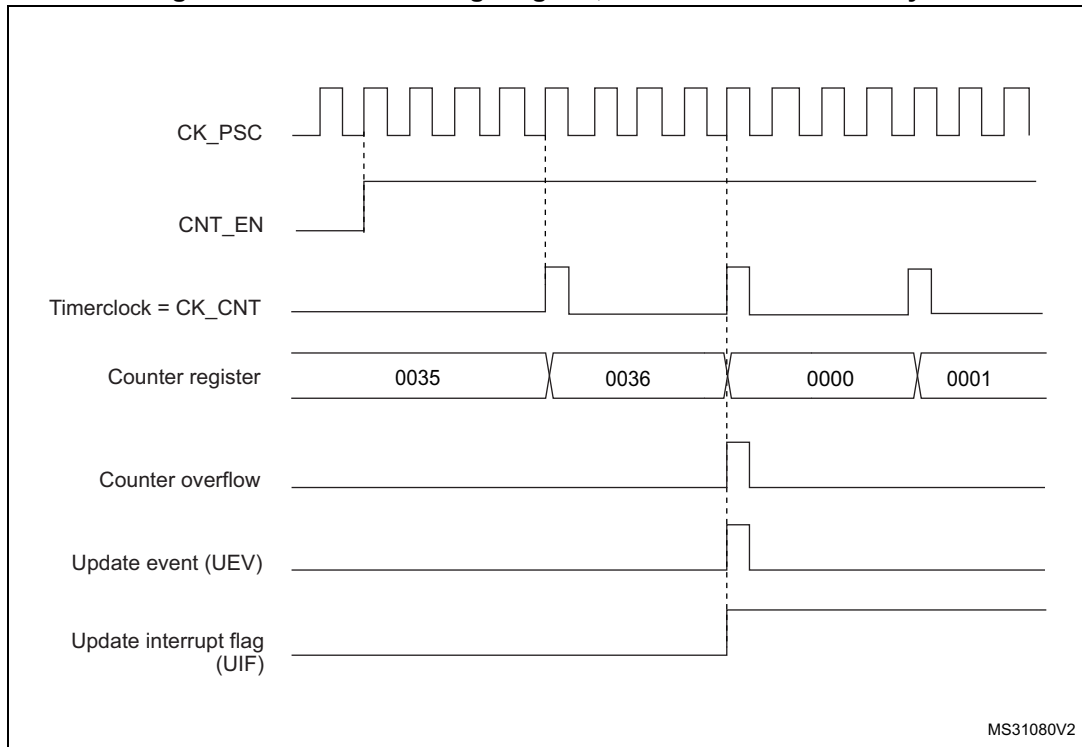 CK_PSC
CNT_EN
Timerclock = CK_CNT
Counter register 0035 0036 0000 0001
Counter overflow
Update event (UEV)
Update interrupt flag
(UIF)
MS31080V2